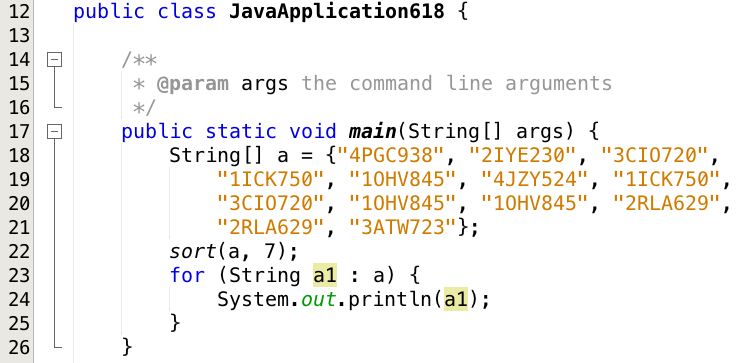 12 public class JavaApplication618 {
13
14 /**
15 * @param args the command line arguments
16 */
17 public static void main(String[] args) {
18 String[] a = {"4PGC938", "2IYE230", "3CIO720",
19 "1ICK750", "1OHV845", "4JZY524", "1ICK750",
20 "3CIO720", "1OHV845", "1OHV845", "2RLA629",
21 "2RLA629", "3ATW723"};
22 sort(a, 7);
23 for (String a1 : a) {
24 System.out.println(a1);
25 }
26 }